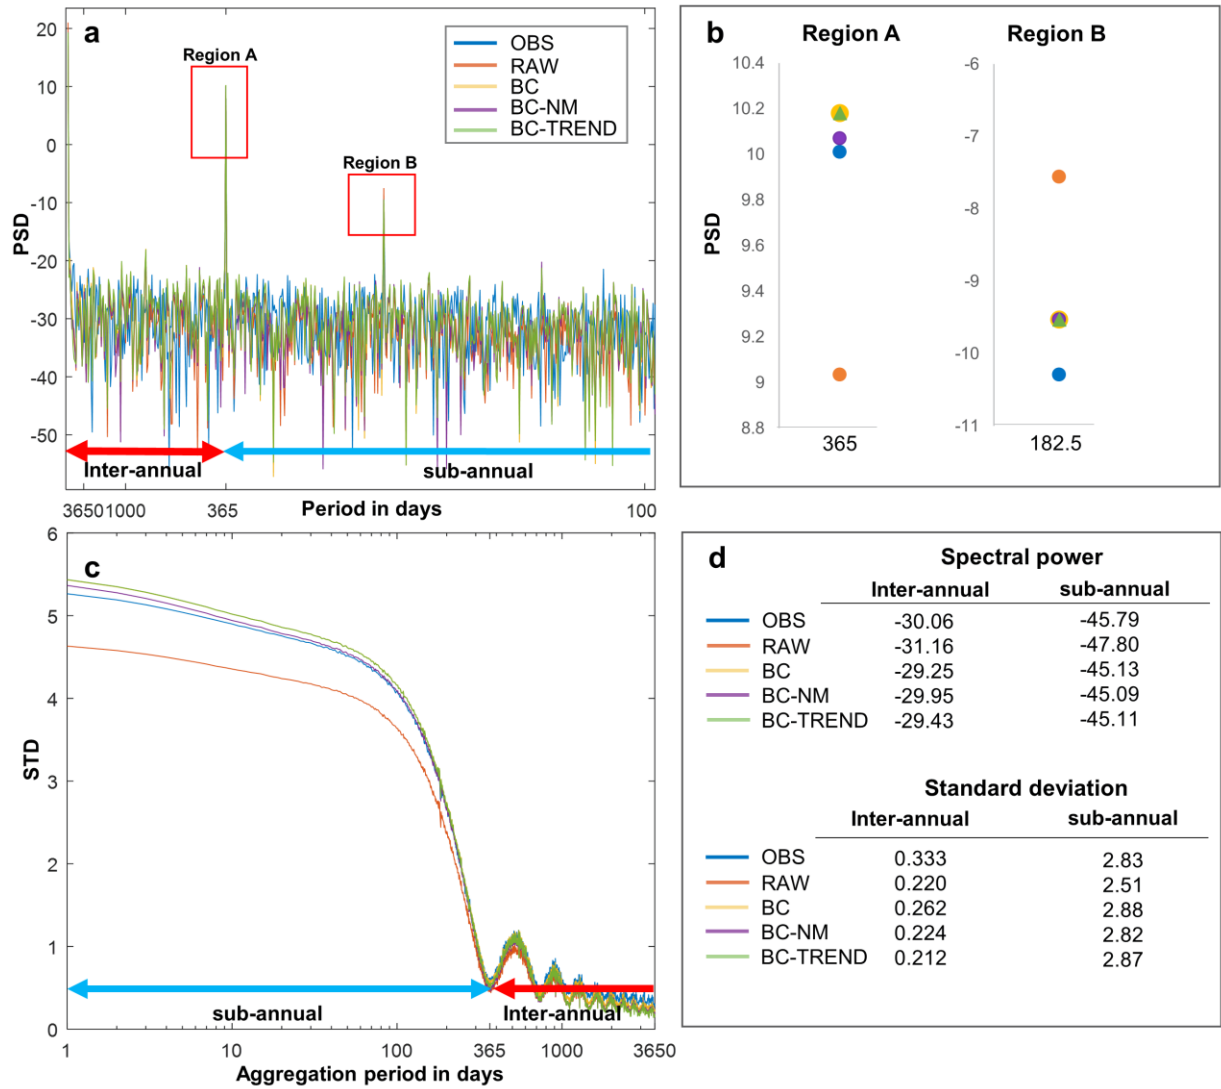 a
20
10
0
-10
-20
-30
-40
-50
PSD
Region A
Region B
OBS
RAW
BC
BC-NM
BC-TREND
Inter-annual
sub-annual
3650 1000 365 Period in days 100
b
Region A
Region B
10.4
10.2
10
9.8
9.6
9.4
9.2
9
8.8
PSD
365
-6
-7
-8
-9
-10
-11
182.5
c
6
5
4
3
2
1
0
STD
sub-annual
Inter-annual
1 10 100 365 1000 3650
Aggregation period in days
d
Spectral power
Inter-annual sub-annual
OBS -30.06 -45.79
RAW -31.16 -47.80
BC -29.25 -45.13
BC-NM -29.95 -45.09
BC-TREND -29.43 -45.11
Standard deviation
Inter-annual sub-annual
OBS 0.333 2.83
RAW 0.220 2.51
BC 0.262 2.88
BC-NM 0.224 2.82
BC-TREND 0.212 2.87